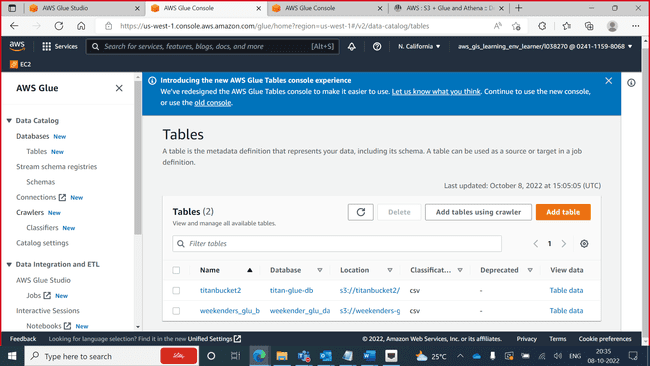 AWS Glue Studio
AWS Glue Console
AWS Glue Console
AWS : S3 + Glue and Athena :: D
https://us-west-1.console.aws.amazon.com/glue/home?region=us-west-1#/v2/data-catalog/tables
aws
Services
Search for services, features, blogs, docs, and more
[Alt+S]
N. California
aws_gis_learning_env_learner/l038270 @ 0241-1159-8068
EC2
AWS Glue
Data Catalog
Databases New
Tables New
Stream schema registries
Schemas
Connections New
Crawlers New
Classifiers New
Catalog settings
Data Integration and ETL
AWS Glue Studio
Jobs New
Interactive Sessions
Notebooks New
Introducing the new AWS Glue Tables console experience
We've redesigned the AWS Glue Tables console to make it easier to use. Let us know what you think. Continue to use the new console,
or use the old console.
Tables
A table is the metadata definition that represents your data, including its schema. A table can be used as a source or target in a job
definition.
Last updated: October 8, 2022 at 15:05:05 (UTC)
Tables (2)
View and manage all available tables.
Delete
Add tables using crawler
Add table
Filter tables
1
Name Database Location Classificat... Deprecated View data
titanbucket2 titan-glue-db s3://titanbucket2/ csv - Table data
weekenders_glu_b weekender_glu_da s3://weekenders-g csv - Table data
Feedback
Looking for language selection? Find it in the new Unified Settings
© 2022, Amazon Web Services, Inc. or its affiliates.
Privacy
Terms
Cookie preferences
Type here to search
25°C
ENG
20:35
08-10-2022